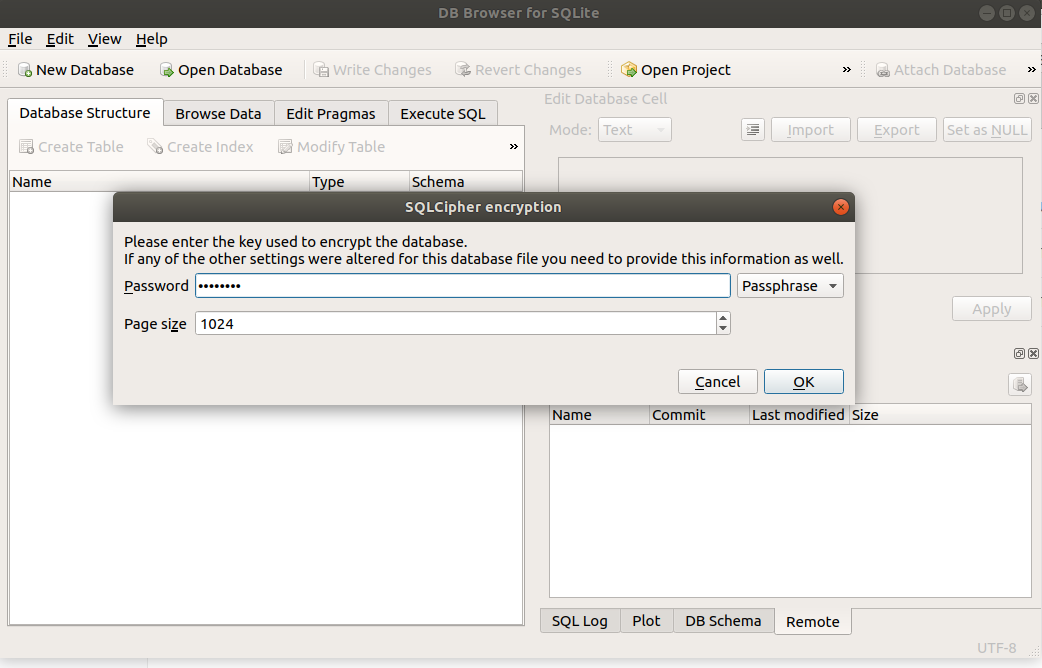 DB Browser for SQLite
File Edit View Help
New Database Open Database Write Changes Revert Changes Open Project » Attach Database »
Database Structure Browse Data Edit Pragmas Execute SQL
Create Table Create Index Modify Table »
Name Type Schema
Edit Database Cell
Mode: Text Import Export Set as NULL
SQLCipher encryption
Please enter the key used to encrypt the database.
If any of the other settings were altered for this database file you need to provide this information as well.
Password •••••••• Passphrase
Page size 1024
Cancel OK
Apply
Name Commit Last modified Size
SQL Log Plot DB Schema Remote
UTF-8